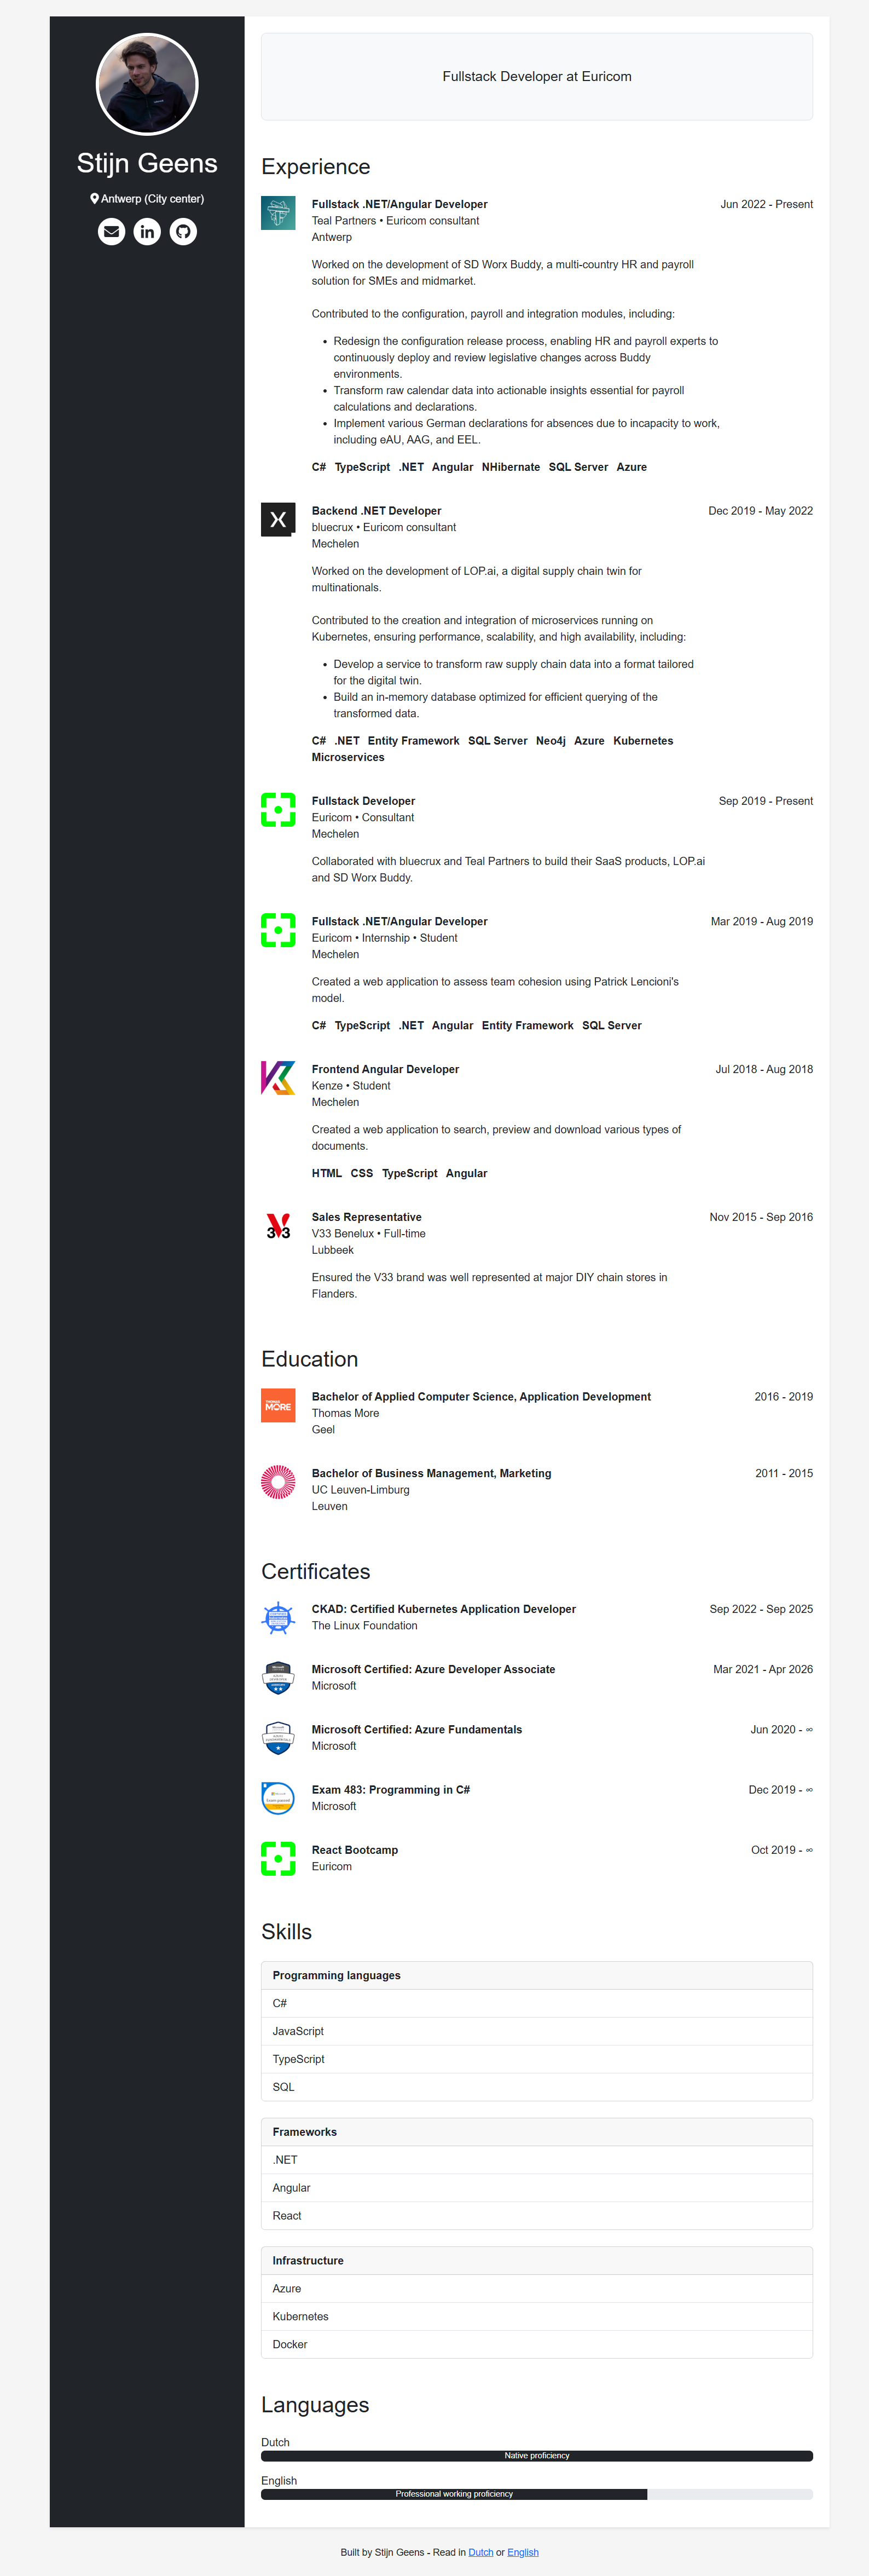 Stijn Geens
Antwerp (City center)
Fullstack Developer at Euricom
Experience
Fullstack .NET/Angular Developer
Jun 2022 - Present
Teal Partners • Euricom consultant
Antwerp
Worked on the development of SD Worx Buddy, a multi-country HR and payroll
solution for SMEs and midmarket.
Contributed to the configuration, payroll and integration modules, including:
• Redesign the configuration release process, enabling HR and payroll experts to
continuously deploy and review legislative changes across Buddy
environments.
• Transform raw calendar data into actionable insights essential for payroll
calculations and declarations.
• Implement various German declarations for absences due to incapacity to work,
including eAU, AAG, and EEL.
C# TypeScript .NET Angular NHibernate SQL Server Azure
Backend .NET Developer
Dec 2019 - May 2022
bluecrux • Euricom consultant
Mechelen
Worked on the development of LOP.ai, a digital supply chain twin for
multinationals.
Contributed to the creation and integration of microservices running on
Kubernetes, ensuring performance, scalability, and high availability, including:
• Develop a service to transform raw supply chain data into a format tailored
for the digital twin.
• Build an in-memory database optimized for efficient querying of the
transformed data.
C# .NET Entity Framework SQL Server Neo4j Azure Kubernetes
Microservices
Fullstack Developer
Sep 2019 - Present
Euricom • Consultant
Mechelen
Collaborated with bluecrux and Teal Partners to build their SaaS products, LOP.ai
and SD Worx Buddy.
Fullstack .NET/Angular Developer
Mar 2019 - Aug 2019
Euricom • Internship • Student
Mechelen
Created a web application to assess team cohesion using Patrick Lencioni's
model.
C# TypeScript .NET Angular Entity Framework SQL Server
Frontend Angular Developer
Jul 2018 - Aug 2018
Kenze • Student
Mechelen
Created a web application to search, preview and download various types of
documents.
HTML CSS TypeScript Angular
3V3
Sales Representative
Nov 2015 - Sep 2016
V33 Benelux • Full-time
Lubbeek
Ensured the V33 brand was well represented at major DIY chain stores in
Flanders.
Education
THOMAS
MORE
Bachelor of Applied Computer Science, Application Development
2016 - 2019
Thomas More
Geel
Bachelor of Business Management, Marketing
2011 - 2015
UC Leuven-Limburg
Leuven
Certificates
CKAD: Certified Kubernetes Application Developer
Sep 2022 - Sep 2025
The Linux Foundation
Microsoft Certified: Azure Developer Associate
Mar 2021 - Apr 2026
Microsoft
Microsoft Certified: Azure Fundamentals
Jun 2020 - ∞
Microsoft
Exam 483: Programming in C#
Dec 2019 - ∞
Microsoft
React Bootcamp
Oct 2019 - ∞
Euricom
Skills
Programming languages
C#
JavaScript
TypeScript
SQL
Frameworks
.NET
Angular
React
Infrastructure
Azure
Kubernetes
Docker
Languages
Dutch
Native proficiency
English
Professional working proficiency
Built by Stijn Geens - Read in Dutch or English